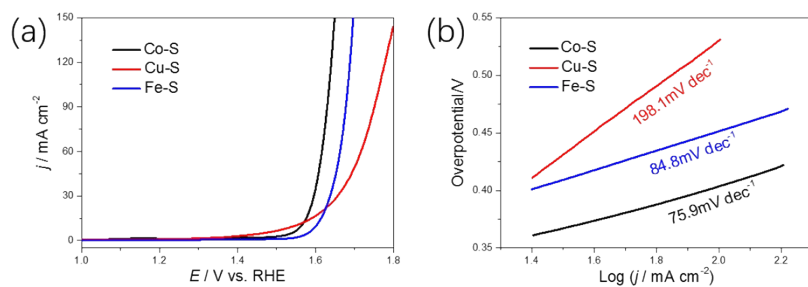 (a)
150
120
90
60
30
0
j / mA cm⁻²
Co-S
Cu-S
Fe-S
1.0
1.2
1.4
1.6
1.8
E / V vs. RHE
(b)
0.55
0.50
0.45
0.40
0.35
Overpotential/V
Co-S
Cu-S
Fe-S
198.1mV dec⁻¹
84.8mV dec⁻¹
75.9mV dec⁻¹
1.4
1.6
1.8
2.0
2.2
Log (j / mA cm⁻²)